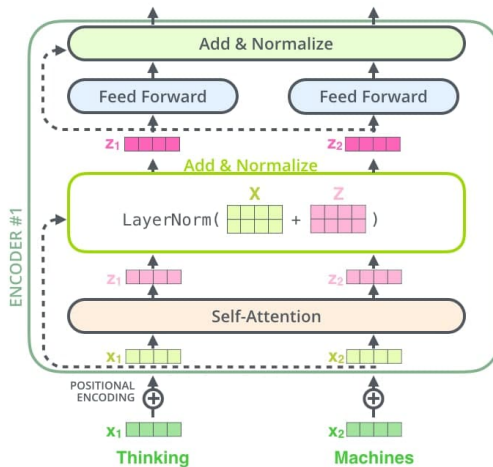 ENCODER #1
Add & Normalize
Feed Forward Feed Forward
z1 z2
Add & Normalize
X Z
LayerNorm( + )
z1 z2
Self-Attention
x1 x2
POSITIONAL
ENCODING
x1 x2
Thinking Machines